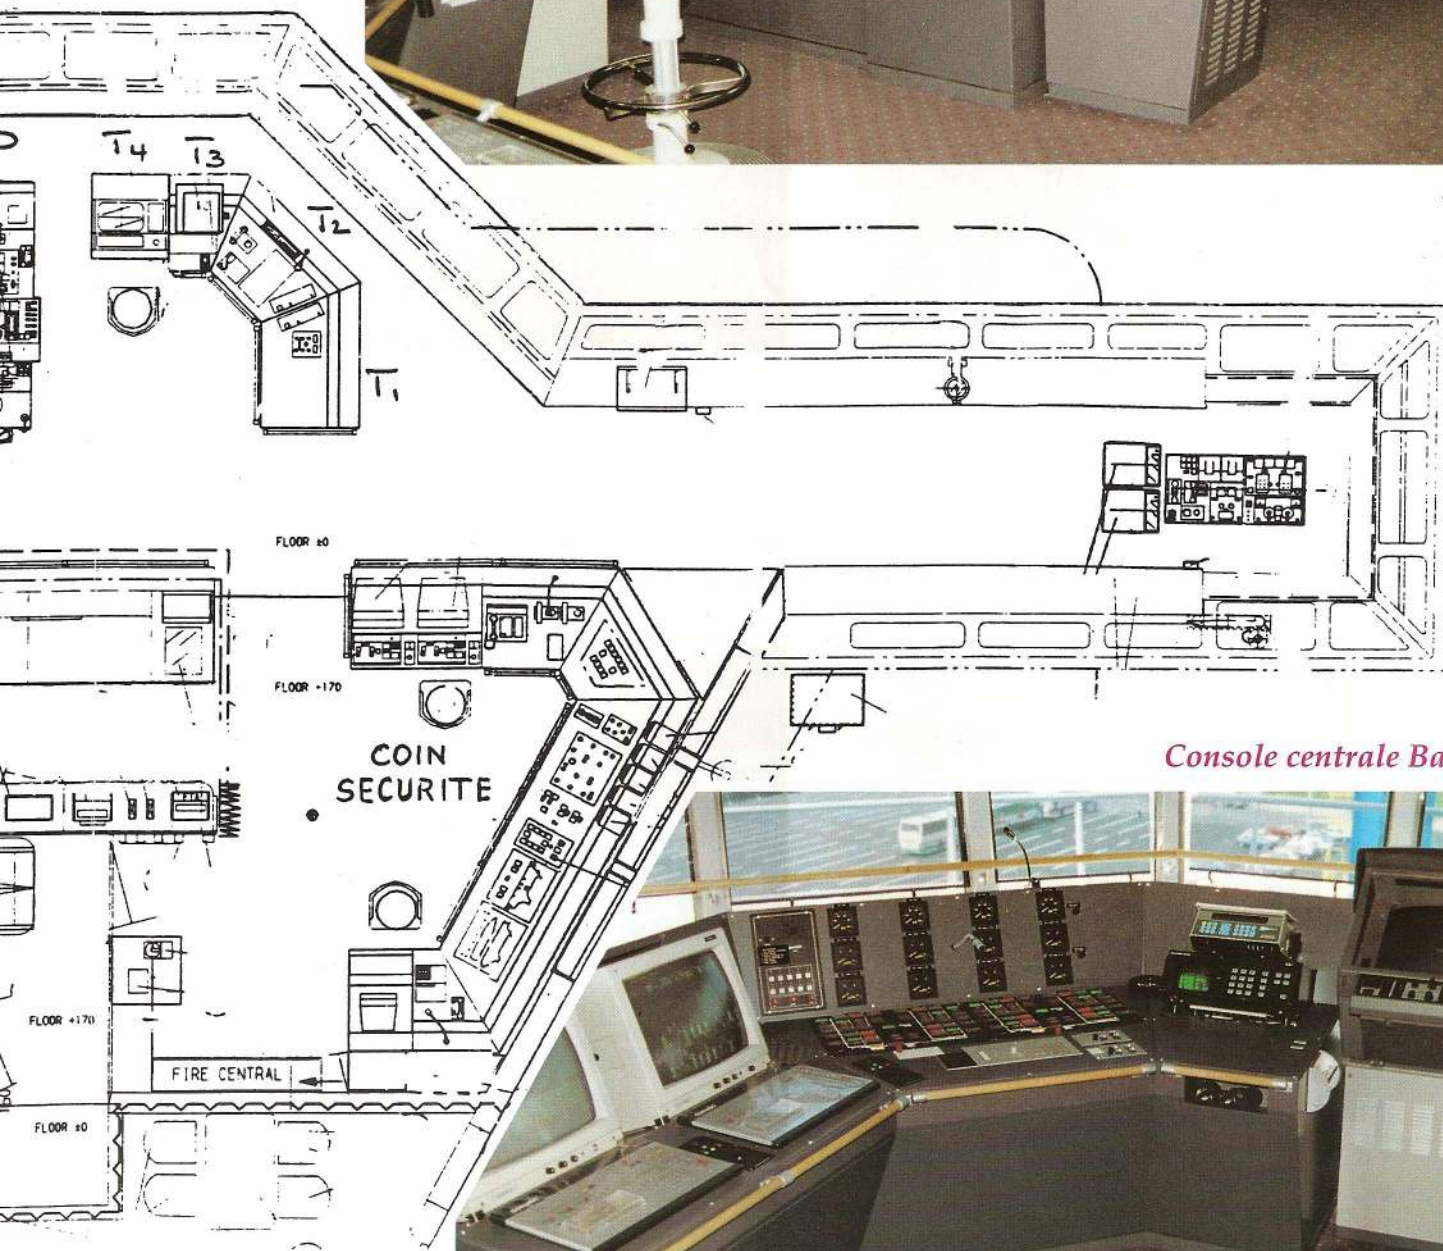 T4
T3
T2
T1
FLOOR ±0
FLOOR +170
COIN
SECURITE
Console centrale Ba
FLOOR +170
FIRE CENTRAL
FLOOR ±0